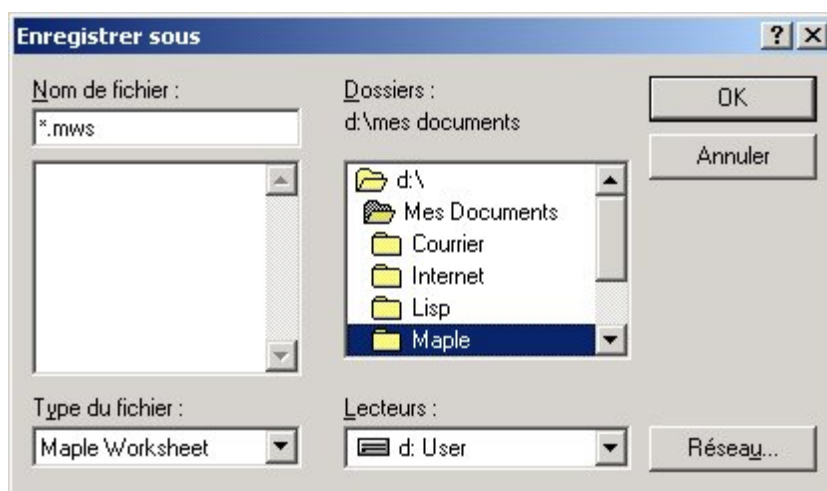 Enregistrer sous
Nom de fichier :
*.mws
Dossiers :
d:\mes documents
d:\
Mes Documents
Courrier
Internet
Lisp
Maple
OK
Annuler
Type du fichier :
Maple Worksheet
Lecteurs :
d: User
Réseau...